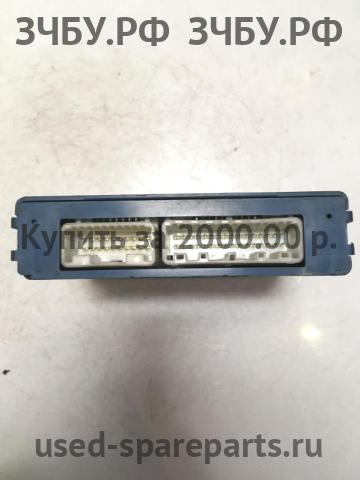 ЗЧБУ.РФ ЗЧБУ.РФ
Купить за 2000.00 р.
used-spareparts.ru